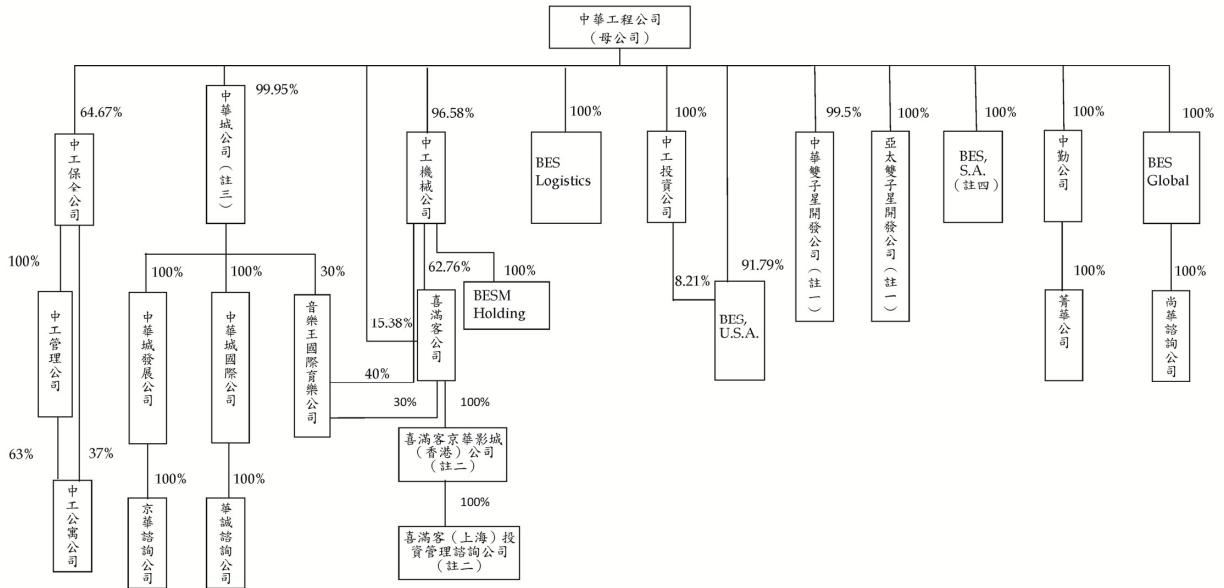 中華工程公司
（母公司）
64.67%
99.95%
96.58%
100%
100%
99.5%
100%
100%
100%
100%
中工保全公司
中華城公司（註三）
中工機械公司
BES
Logistics
中工投資公司
中華雙子星開發公司（註一）
亞太雙子星開發公司（註一）
BES,
S.A.
（註四）
中勤公司
BES
Global
100%
100%
100%
30%
62.76%
100%
8.21%
91.79%
100%
100%
中工管理公司
中華城發展公司
中華城國際公司
音樂王國際育樂公司
15.38%
喜滿客公司
BESM
Holding
BES,
U.S.A.
菁華公司
尚華諮詢公司
40%
30%
100%
63%
37%
喜滿客京華影城
（香港）公司
（註二）
100%
100%
100%
中工公寓公司
京華諮詢公司
華誠諮詢公司
喜滿客（上海）投
資管理諮詢公司
（註二）